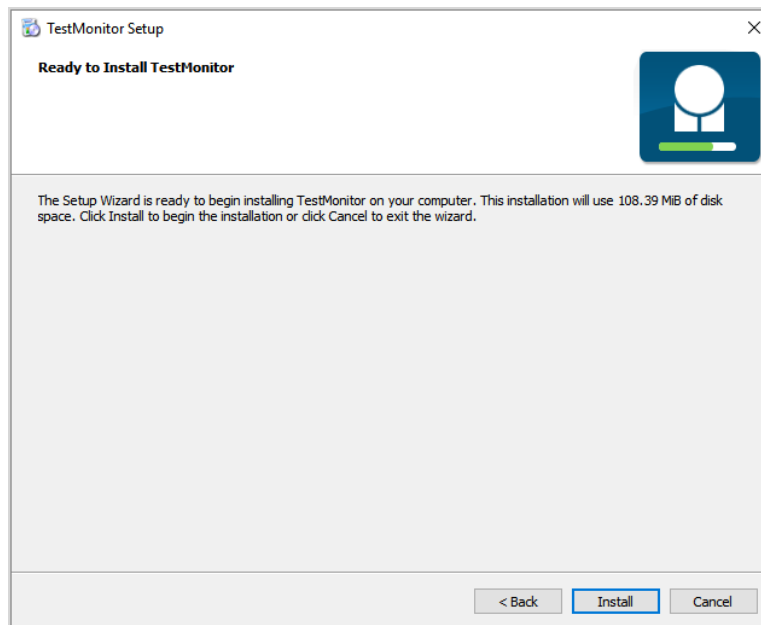 TestMonitor Setup
Ready to Install TestMonitor
The Setup Wizard is ready to begin installing TestMonitor on your computer. This installation will use 108.39 MiB of disk
space. Click Install to begin the installation or click Cancel to exit the wizard.
< Back Install Cancel